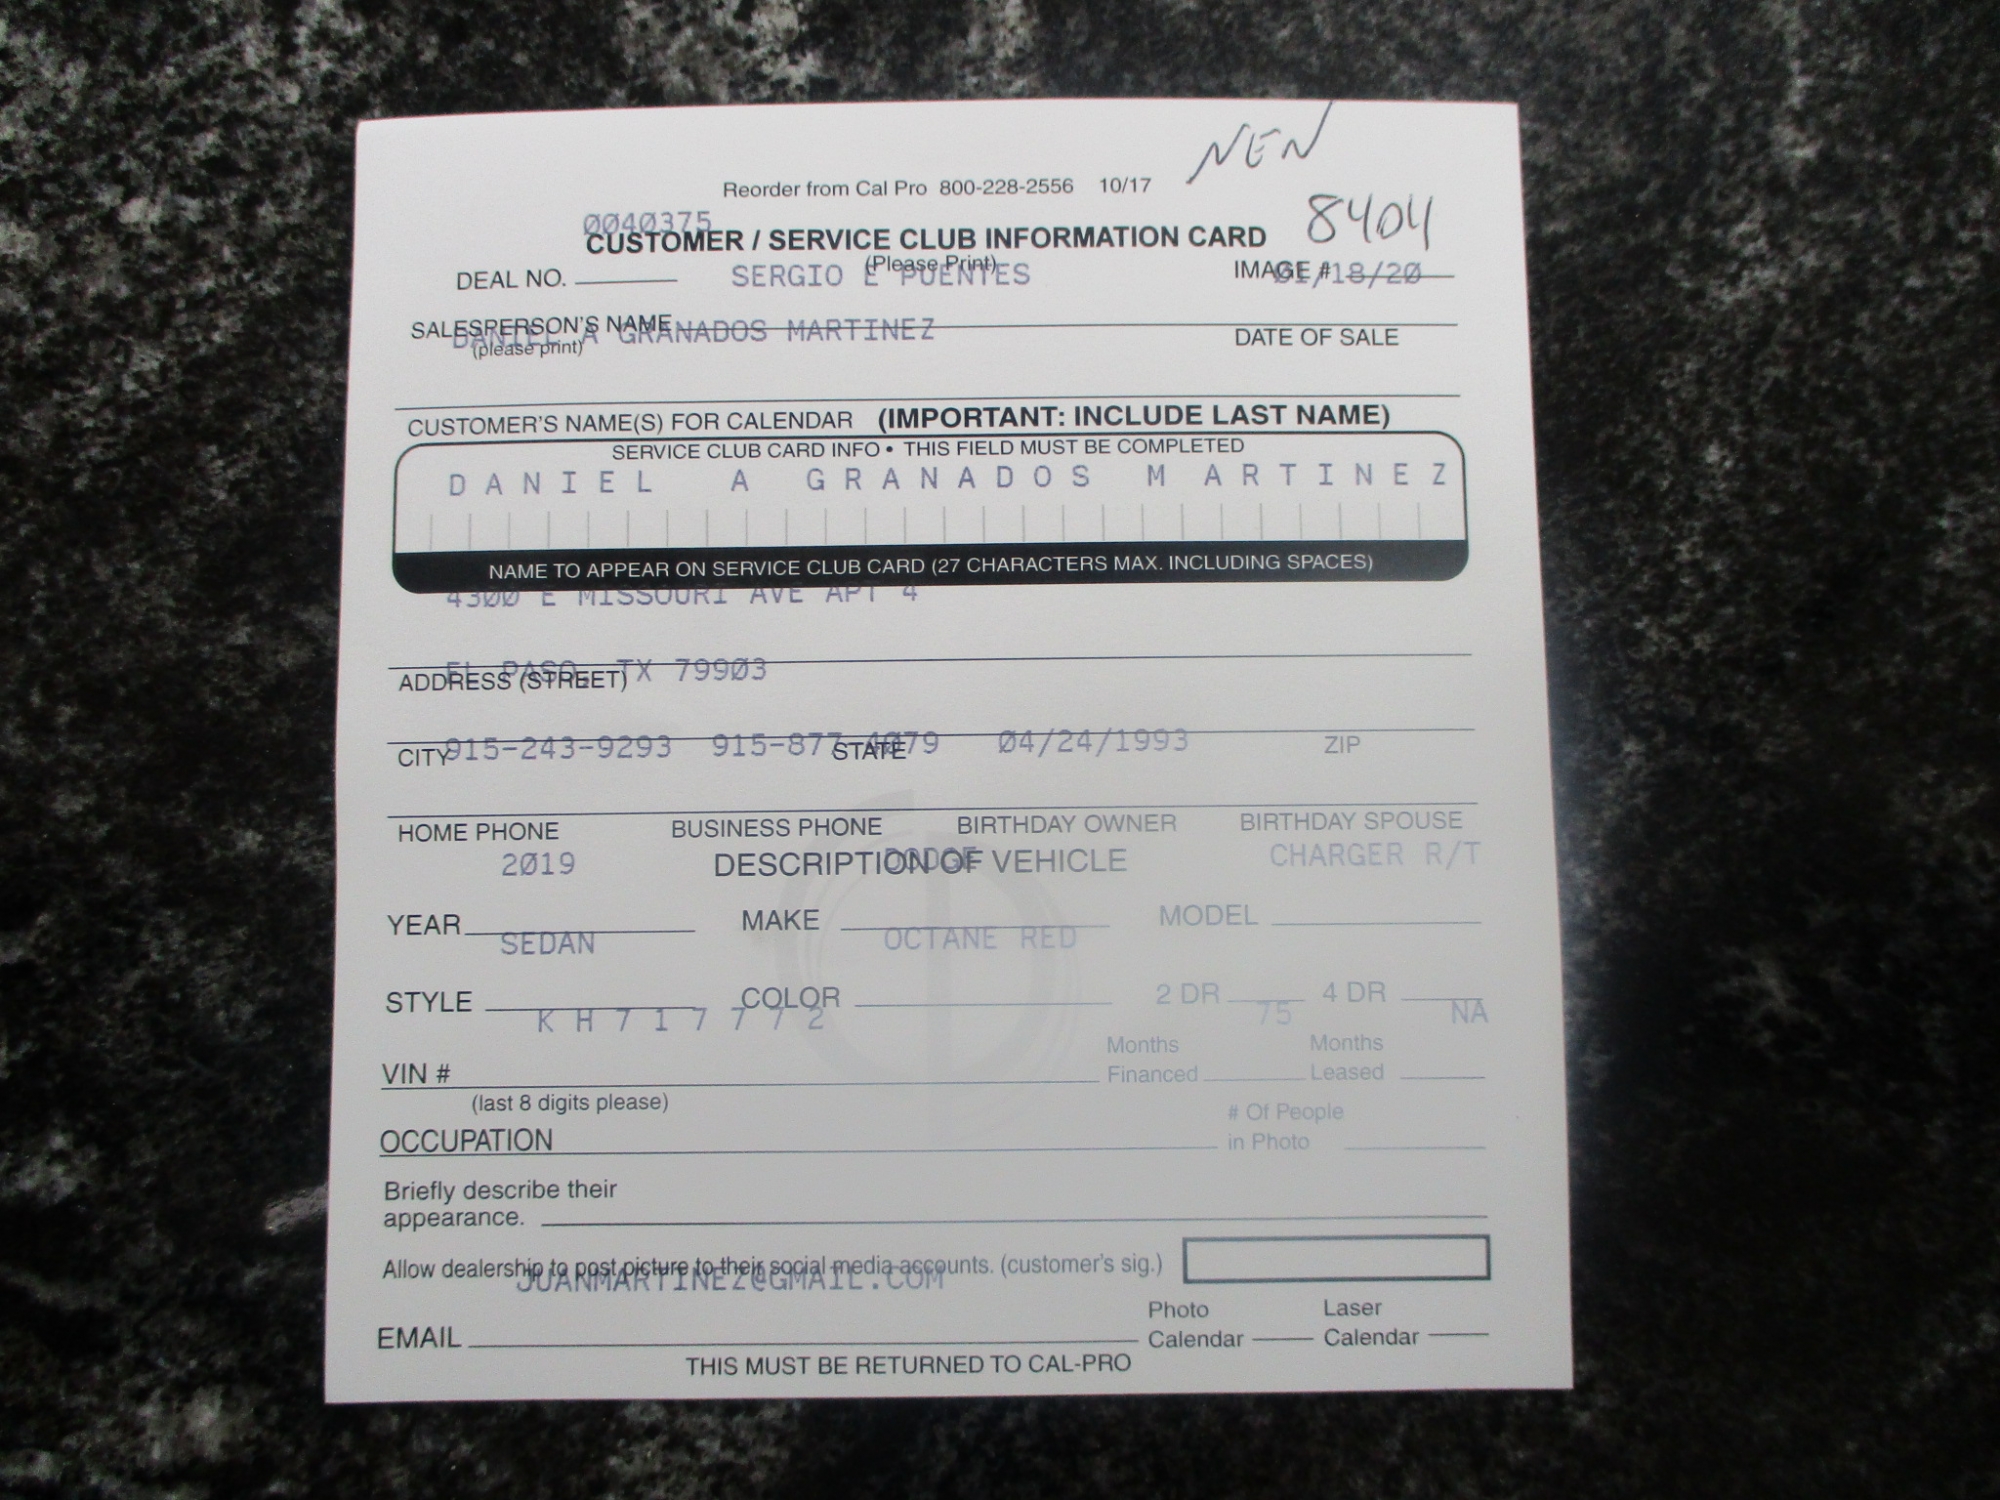 NEW
Reorder from Cal Pro 800-228-2556 10/17
8404
0040375
CUSTOMER / SERVICE CLUB INFORMATION CARD
(Please Print)
DEAL NO. SERGIO E PUENTES IMAGE # 01/18/20
SALESPERSON'S NAME DATE OF SALE
(please print)
DANIEL A GRANADOS MARTINEZ
CUSTOMER'S NAME(S) FOR CALENDAR (IMPORTANT: INCLUDE LAST NAME)
SERVICE CLUB CARD INFO • THIS FIELD MUST BE COMPLETED
DANIEL A GRANADOS MARTINEZ
NAME TO APPEAR ON SERVICE CLUB CARD (27 CHARACTERS MAX. INCLUDING SPACES)
4300 E MISSOURI AVE APT 4
EL PASO, TX 79903
ADDRESS (STREET)
915-243-9293 915-877-4079 04/24/1993
CITY STATE ZIP
HOME PHONE BUSINESS PHONE BIRTHDAY OWNER BIRTHDAY SPOUSE
2019 DODGE CHARGER R/T
DESCRIPTION OF VEHICLE
YEAR MAKE MODEL
SEDAN OCTANE RED
STYLE COLOR 2 DR 4 DR
KH717772 75 NA
Months Financed Months Leased
VIN #
(last 8 digits please)
# Of People in Photo
OCCUPATION
Briefly describe their
appearance.
Allow dealership to post picture to their social media accounts. (customer's sig.)
JUANMARTINEZ@GMAIL.COM
Photo Calendar Laser Calendar
EMAIL
THIS MUST BE RETURNED TO CAL-PRO